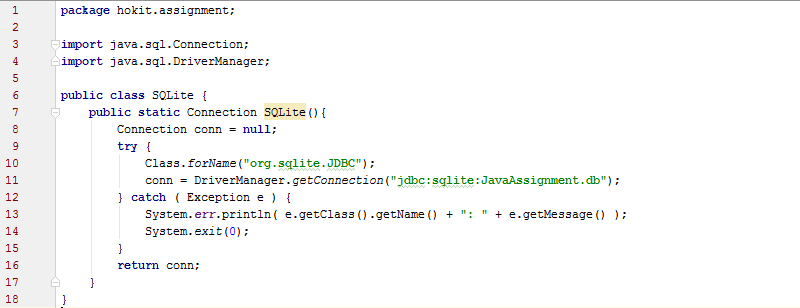 1 package hokit.assignment;
2
3 import java.sql.Connection;
4 import java.sql.DriverManager;
5
6 public class SQLite {
7     public static Connection SQLite(){
8         Connection conn = null;
9         try {
10             Class.forName("org.sqlite.JDBC");
11             conn = DriverManager.getConnection("jdbc:sqlite:JavaAssignment.db");
12         } catch ( Exception e ) {
13             System.err.println( e.getClass().getName() + ": " + e.getMessage() );
14             System.exit(0);
15         }
16         return conn;
17     }
18 }